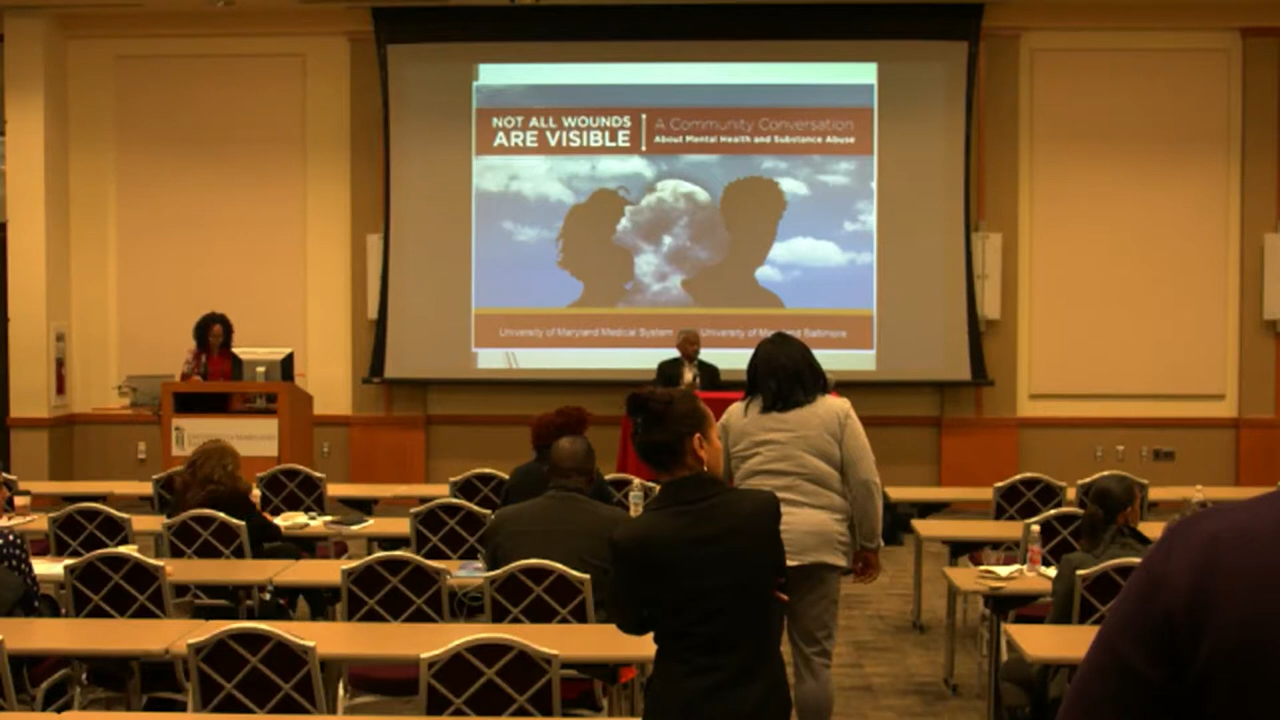 NOT ALL WOUNDS
ARE VISIBLE
A Community Conversation
About Mental Health and Substance Abuse
University of Maryland Medical System
University of Maryland Baltimore